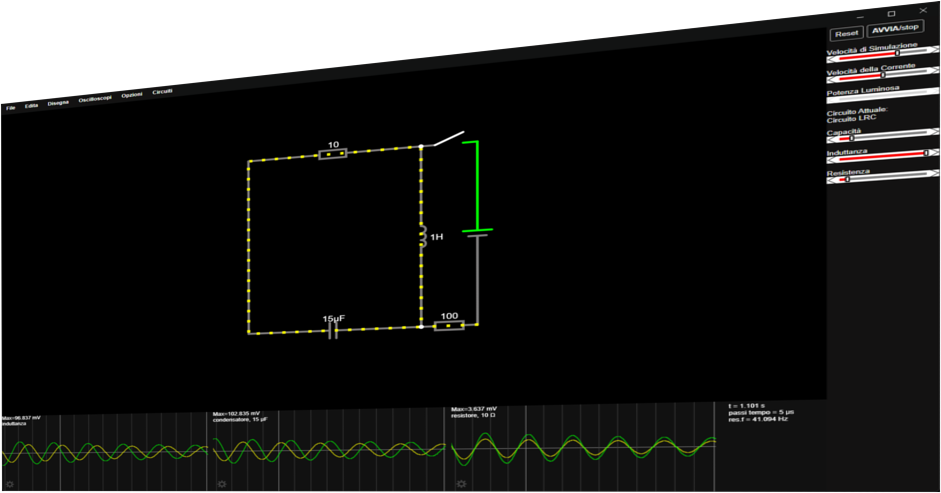 Reset AVVIA/stop
Velocità di Simulazione
Velocità della Corrente
Potenza Luminosa
Circuito Attuale:
Circuito LRC
Capacità
Induttanza
Resistenza
File Edita Disegna Oscilloscopi Opzioni Circuiti
10
1H
15µF
100
Max=96.837 mV
induttanza
Max=102.835 mV
condensatore, 15 µF
Max=3.637 mV
resistore, 10 Ω
t = 1.101 s
passi tempo = 5 µs
res.f = 41.094 Hz